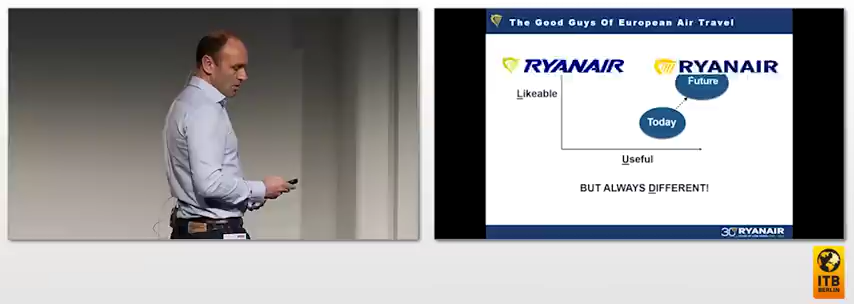 The Good Guys Of European Air Travel
RYANAIR
RYANAIR
Future
Likeable
Today
Useful
BUT ALWAYS DIFFERENT!
30 RYANAIR
ITB
BERLIN